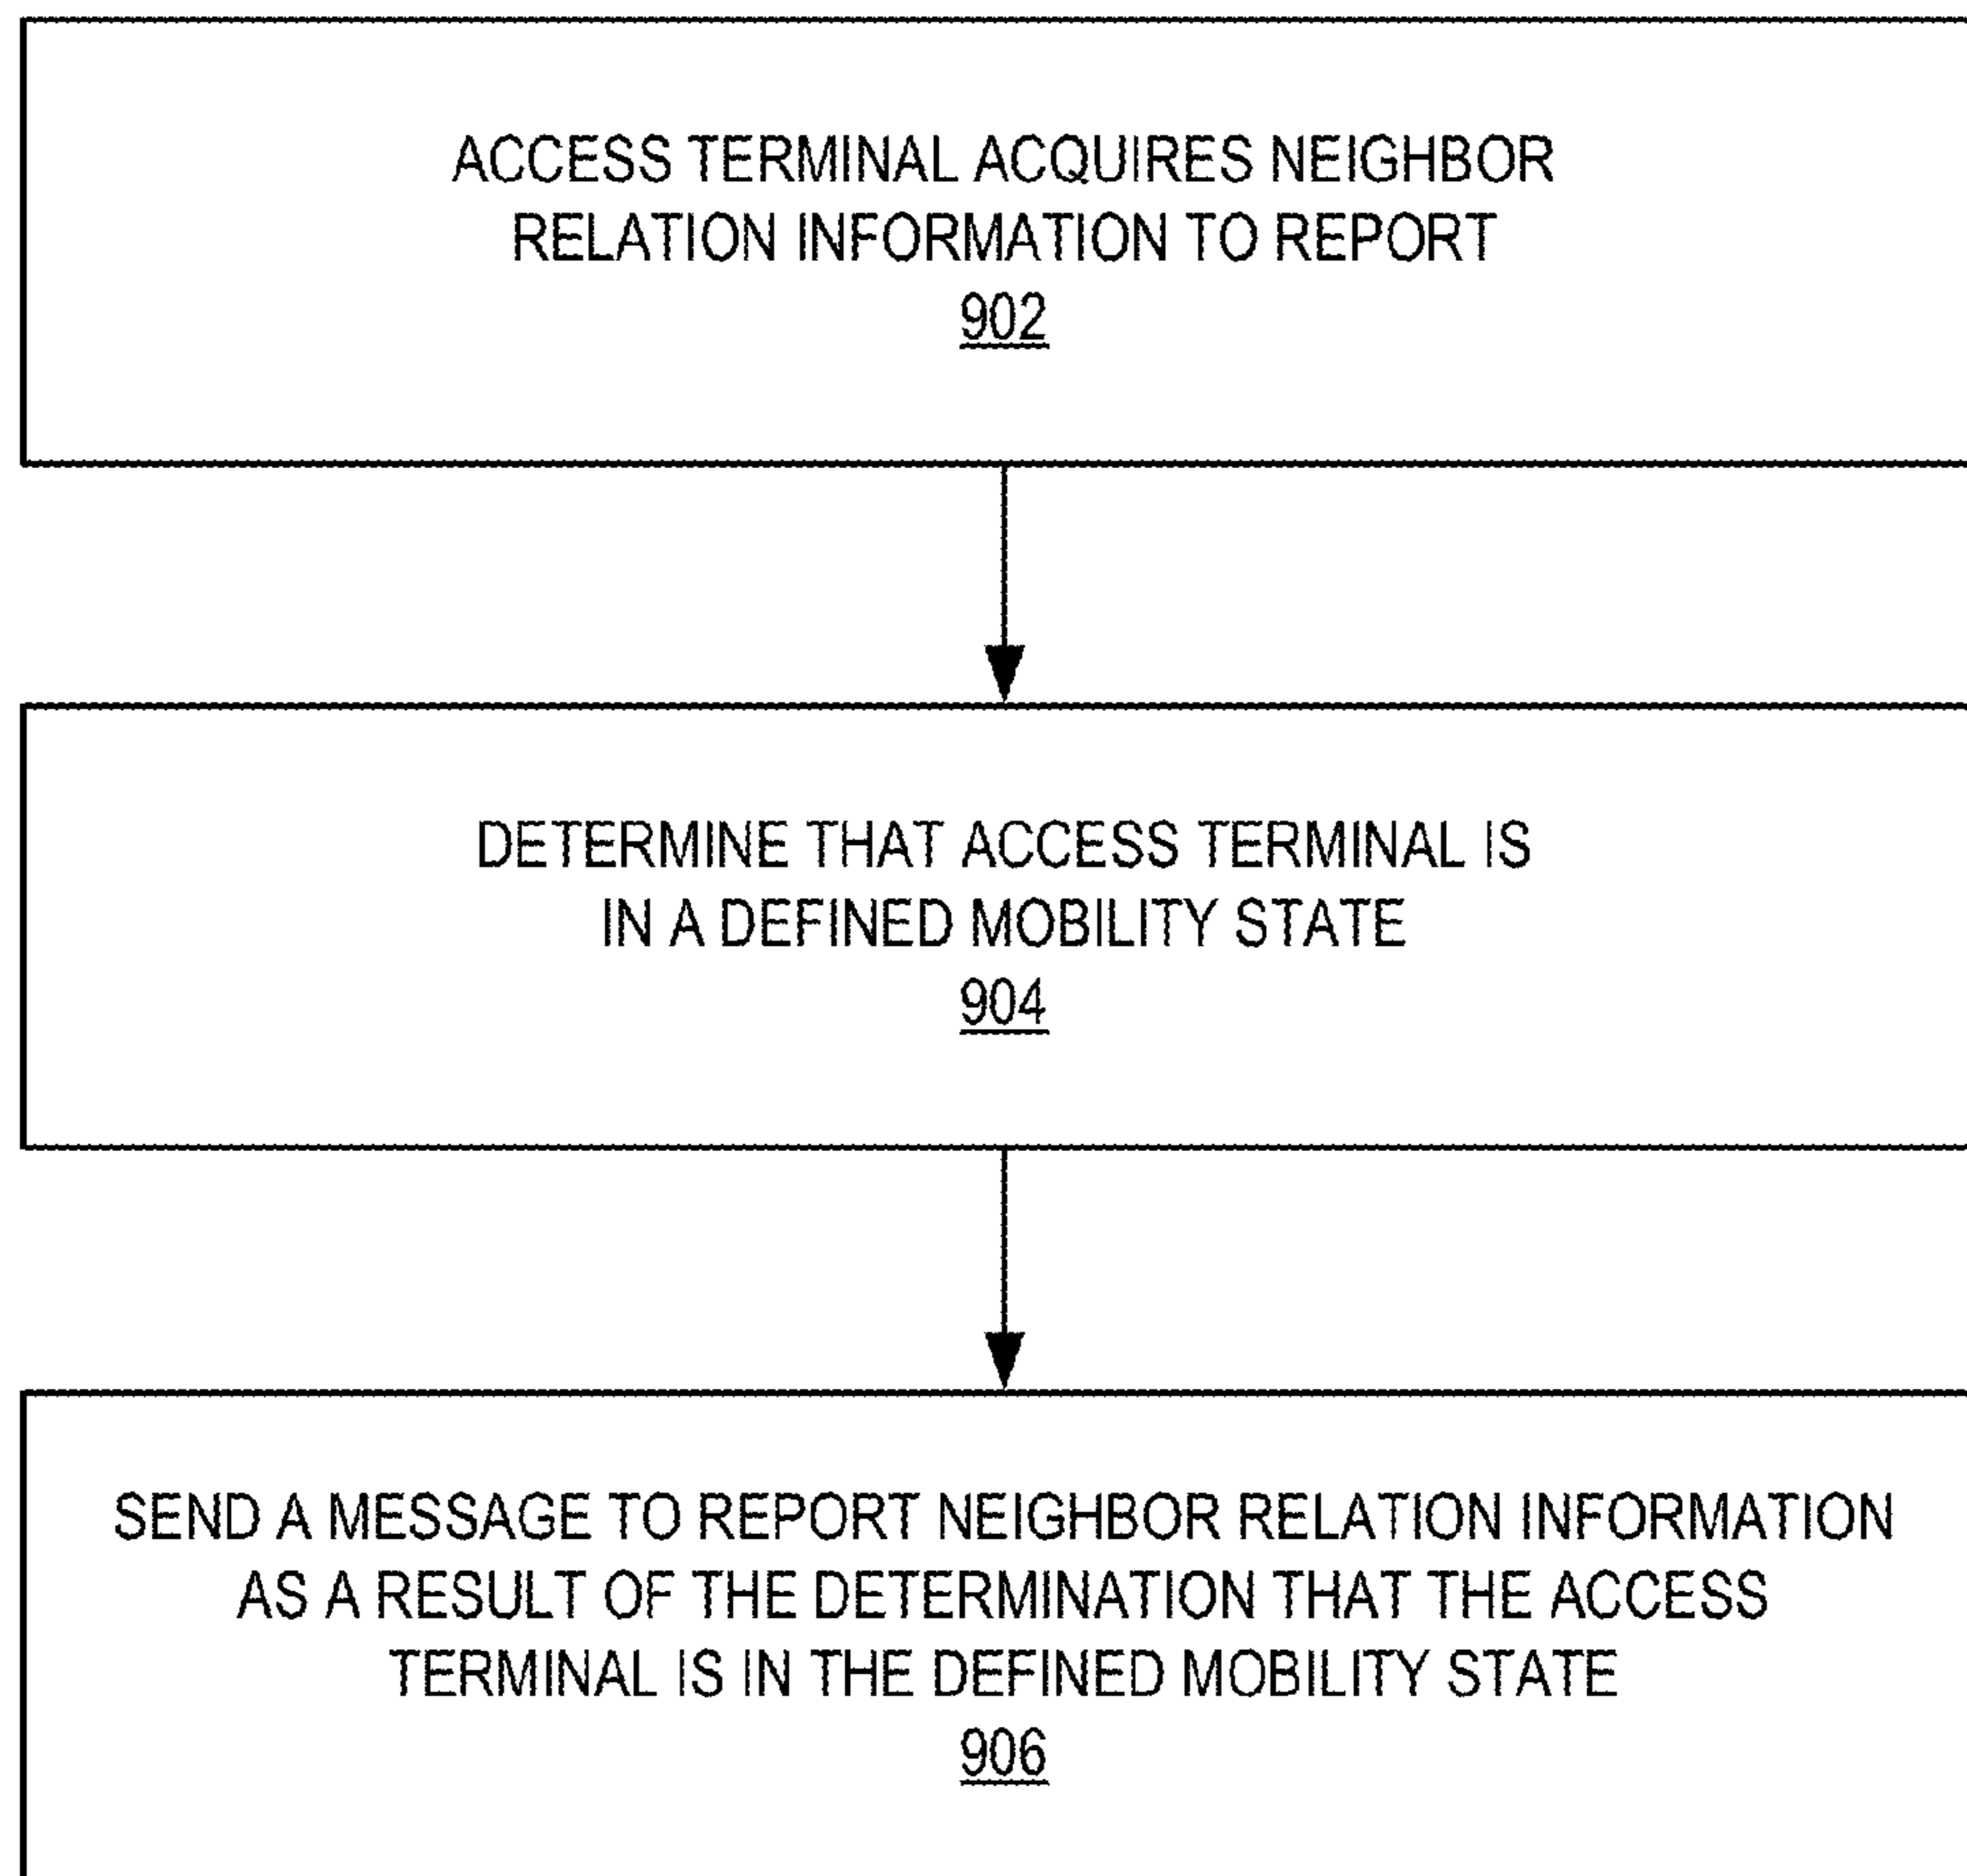 ACCESS TERMINAL ACQUIRES NEIGHBOR
RELATION INFORMATION TO REPORT
902
DETERMINE THAT ACCESS TERMINAL IS
IN A DEFINED MOBILITY STATE
904
SEND A MESSAGE TO REPORT NEIGHBOR RELATION INFORMATION
AS A RESULT OF THE DETERMINATION THAT THE ACCESS
TERMINAL IS IN THE DEFINED MOBILITY STATE
906